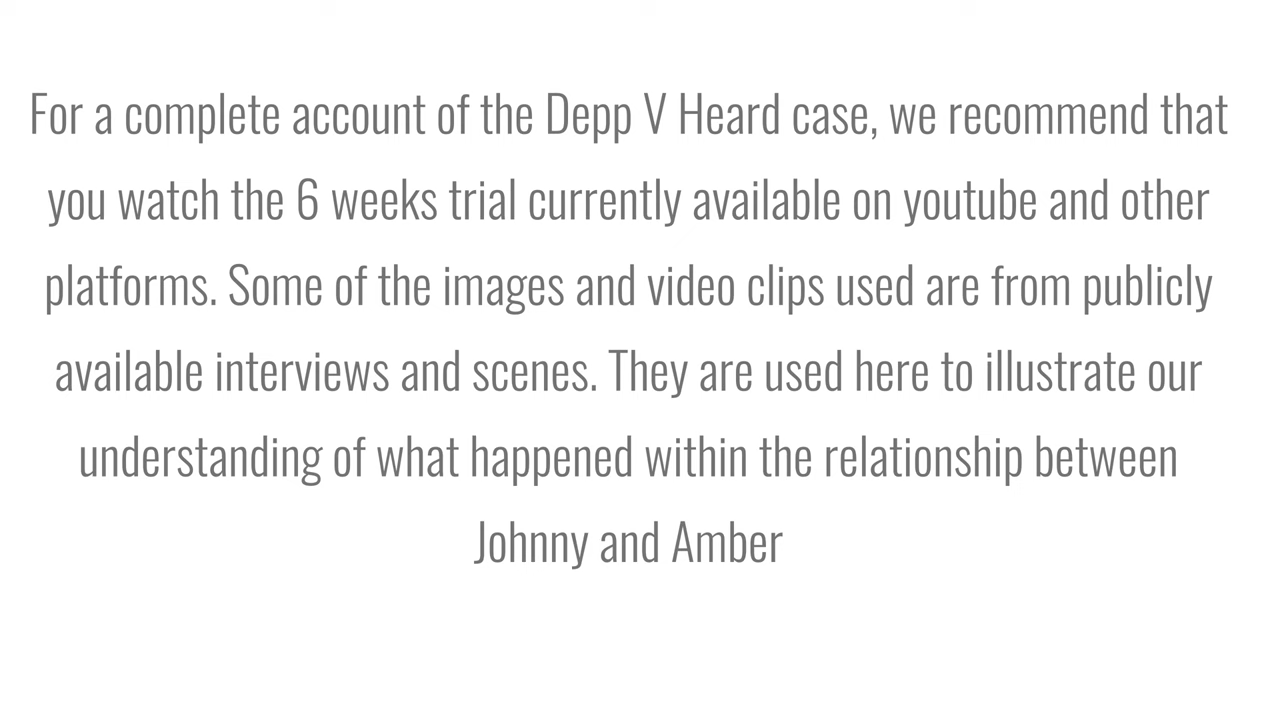 For a complete account of the Depp V Heard case, we recommend that
you watch the 6 weeks trial currently available on youtube and other
platforms. Some of the images and video clips used are from publicly
available interviews and scenes. They are used here to illustrate our
understanding of what happened within the relationship between
Johnny and Amber